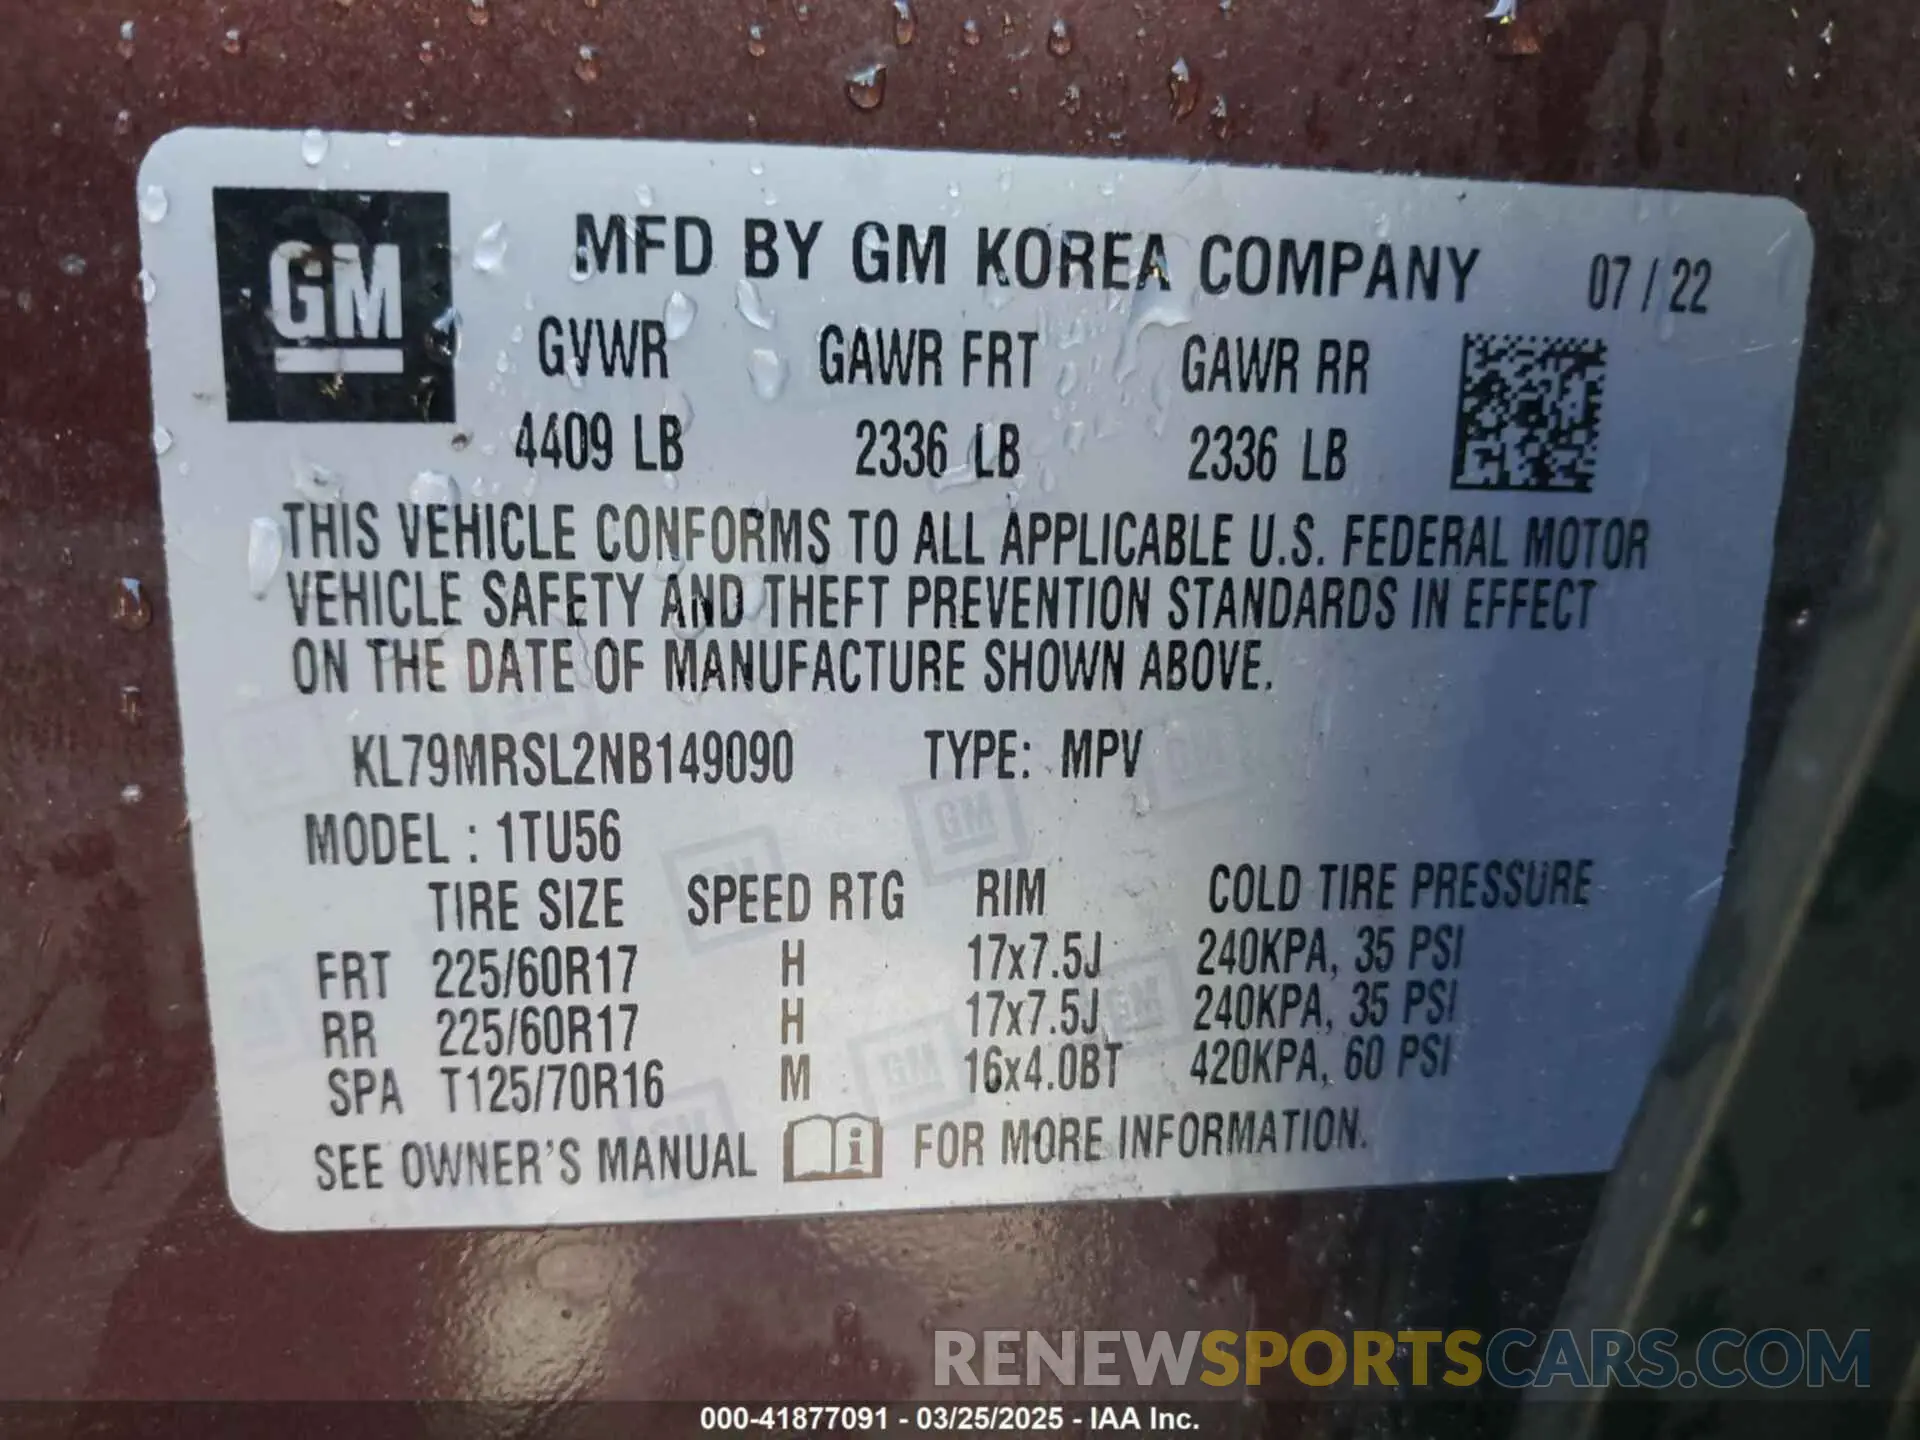 GM
MFD BY GM KOREA COMPANY 07 / 22
GVWR GAWR FRT GAWR RR
4409 LB 2336 LB 2336 LB
THIS VEHICLE CONFORMS TO ALL APPLICABLE U.S. FEDERAL MOTOR
VEHICLE SAFETY AND THEFT PREVENTION STANDARDS IN EFFECT
ON THE DATE OF MANUFACTURE SHOWN ABOVE.
KL79MRSL2NB149090 TYPE: MPV
MODEL : 1TU56
TIRE SIZE SPEED RTG RIM COLD TIRE PRESSURE
FRT 225/60R17 H 17x7.5J 240KPA, 35 PSI
RR 225/60R17 H 17x7.5J 240KPA, 35 PSI
SPA T125/70R16 M 16x4.0BT 420KPA, 60 PSI
SEE OWNER'S MANUAL i FOR MORE INFORMATION.
RENEWSPORTSCARS.COM
000-41877091 - 03/25/2025 - IAA Inc.